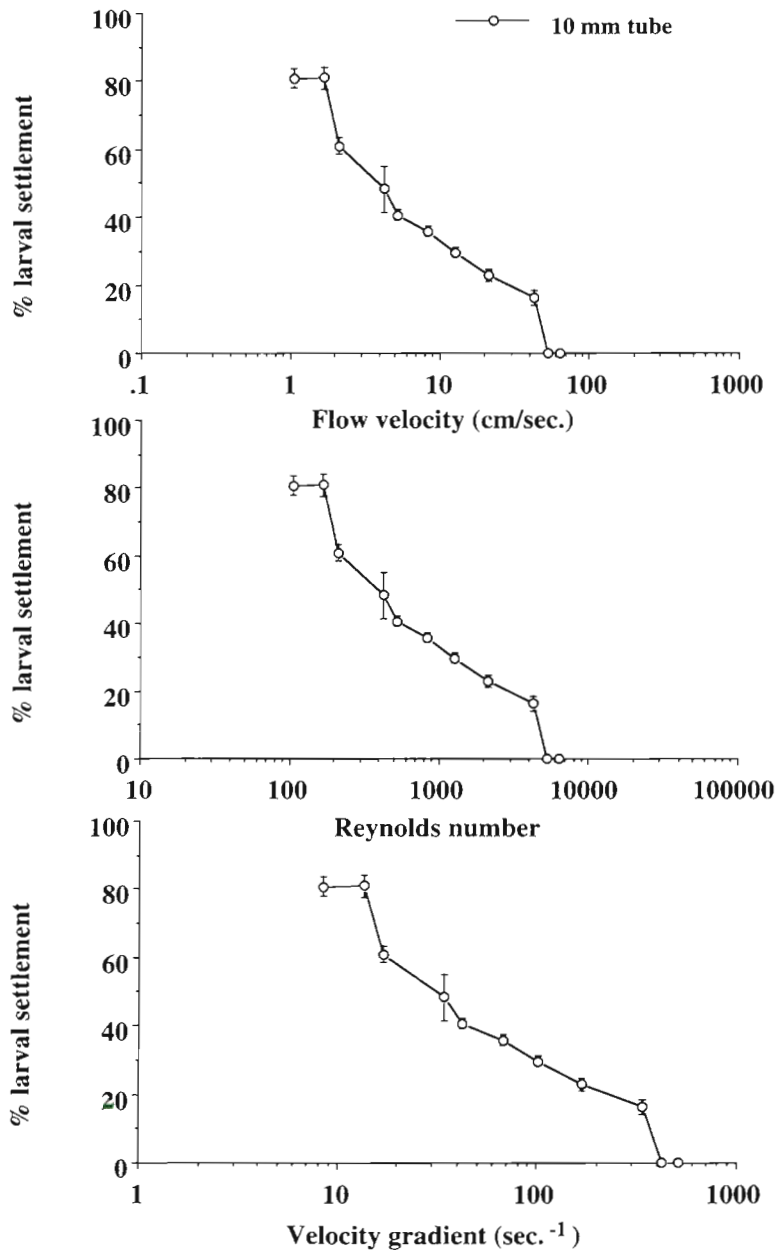 10 mm tube
100
80
60
40
20
0
% larval settlement
.1 1 10 100 1000
Flow velocity (cm/sec.)
100
80
60
40
20
0
% larval settlement
10 100 1000 10000 100000
Reynolds number
100
80
60
40
20
0
% larval settlement
1 10 100 1000
Velocity gradient (sec. -1)